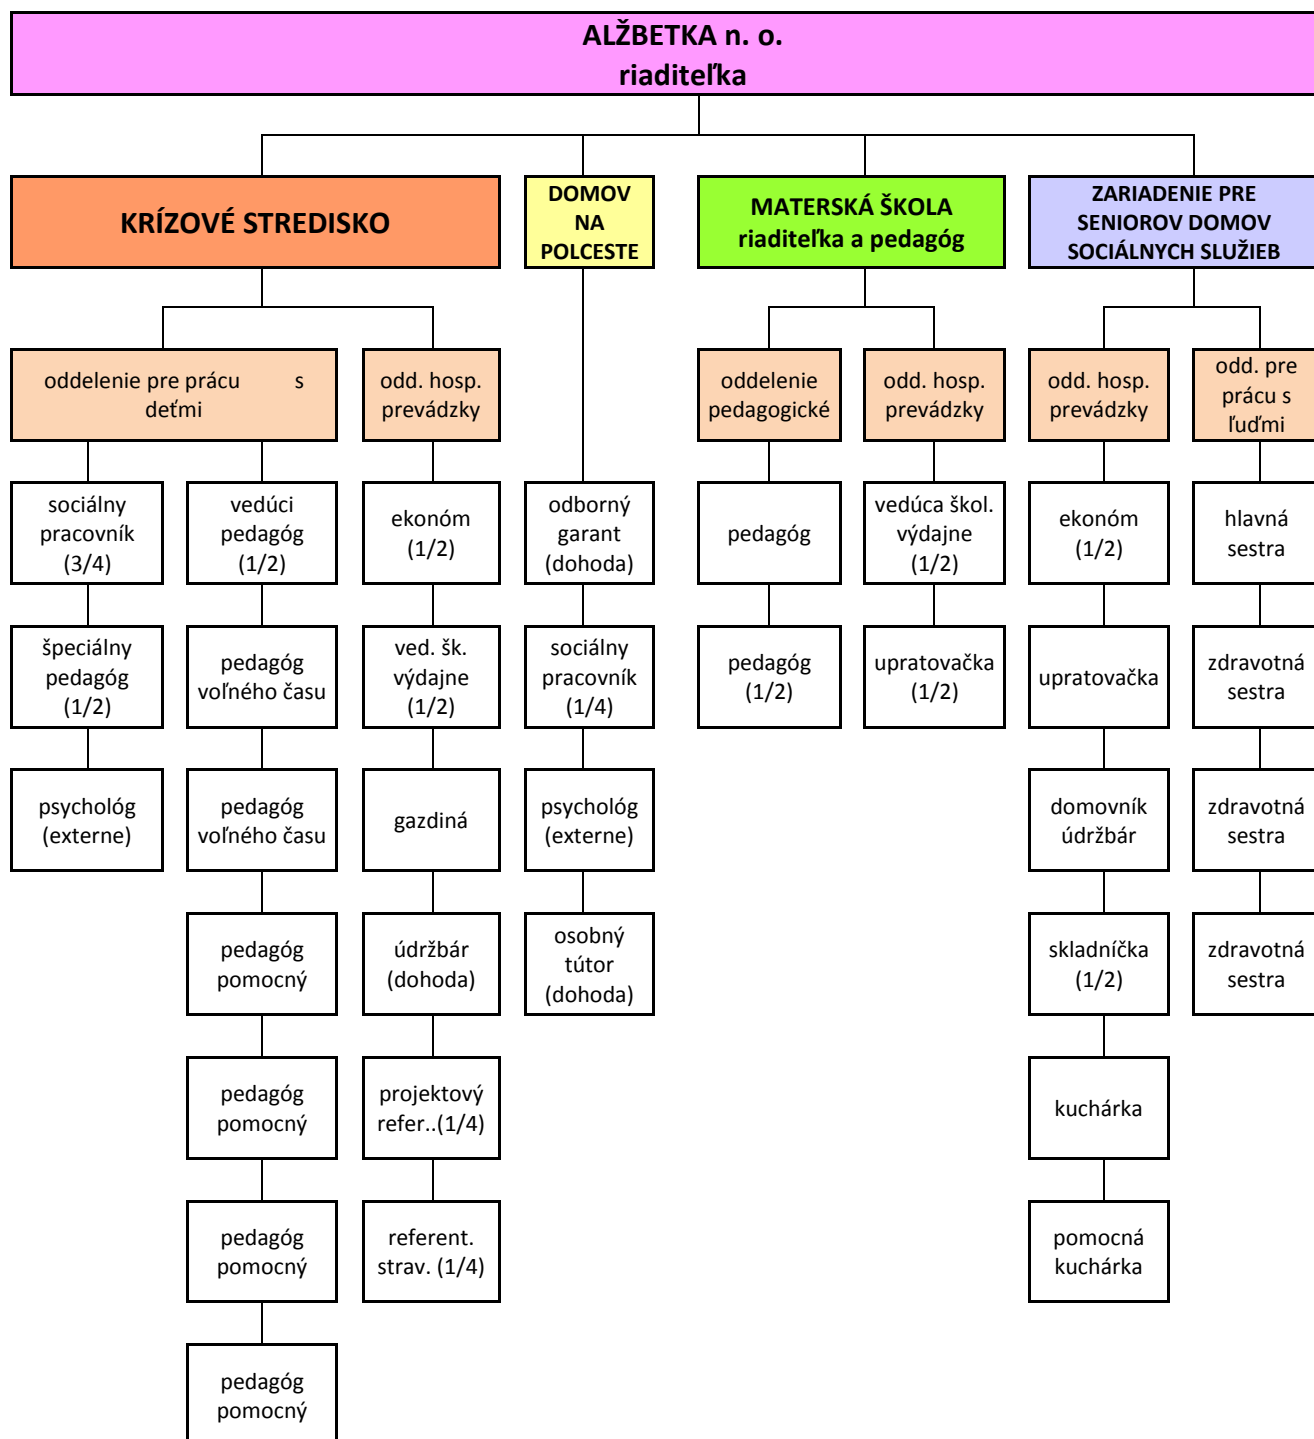 ALŽBETKA n. o.
riaditeľka
KRÍZOVÉ STREDISKO
DOMOV
NA
POLCESTE
MATERSKÁ ŠKOLA
riaditeľka a pedagóg
ZARIADENIE PRE
SENIOROV DOMOV
SOCIÁLNYCH SLUŽIEB
oddelenie pre prácu s
deťmi
odd. hosp.
prevádzky
oddelenie
pedagogické
odd. hosp.
prevádzky
odd. hosp.
prevádzky
odd. pre
prácu s
ľuďmi
sociálny
pracovník
(3/4)
vedúci
pedagóg
(1/2)
ekonóm
(1/2)
odborný
garant
(dohoda)
pedagóg
vedúca škol.
výdajne
(1/2)
ekonóm
(1/2)
hlavná
sestra
špeciálny
pedagóg
(1/2)
pedagóg
voľného času
ved. šk.
výdajne
(1/2)
sociálny
pracovník
(1/4)
pedagóg
(1/2)
upratovačka
(1/2)
upratovačka
zdravotná
sestra
psychológ
(externe)
pedagóg
voľného času
gazdiná
psychológ
(externe)
domovník
údržbár
zdravotná
sestra
pedagóg
pomocný
údržbár
(dohoda)
osobný
tútor
(dohoda)
skladníčka
(1/2)
zdravotná
sestra
pedagóg
pomocný
projektový
refer..(1/4)
kuchárka
pedagóg
pomocný
referent.
strav. (1/4)
pomocná
kuchárka
pedagóg
pomocný